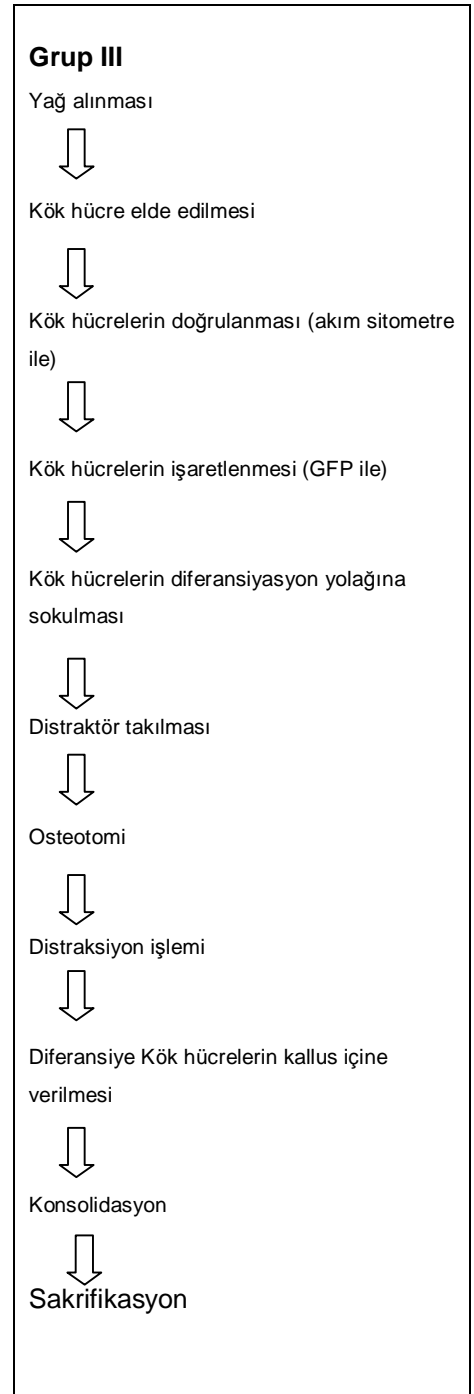 Grup III
Yağ alınması
Kök hücre elde edilmesi
Kök hücrelerin doğrulanması (akım sitometre
ile)
Kök hücrelerin işaretlenmesi (GFP ile)
Kök hücrelerin diferansiyasyon yolağına
sokulması
Distraktör takılması
Osteotomi
Distraksiyon işlemi
Diferansiye Kök hücrelerin kallus içine
verilmesi
Konsolidasyon
Sakrifikasyon